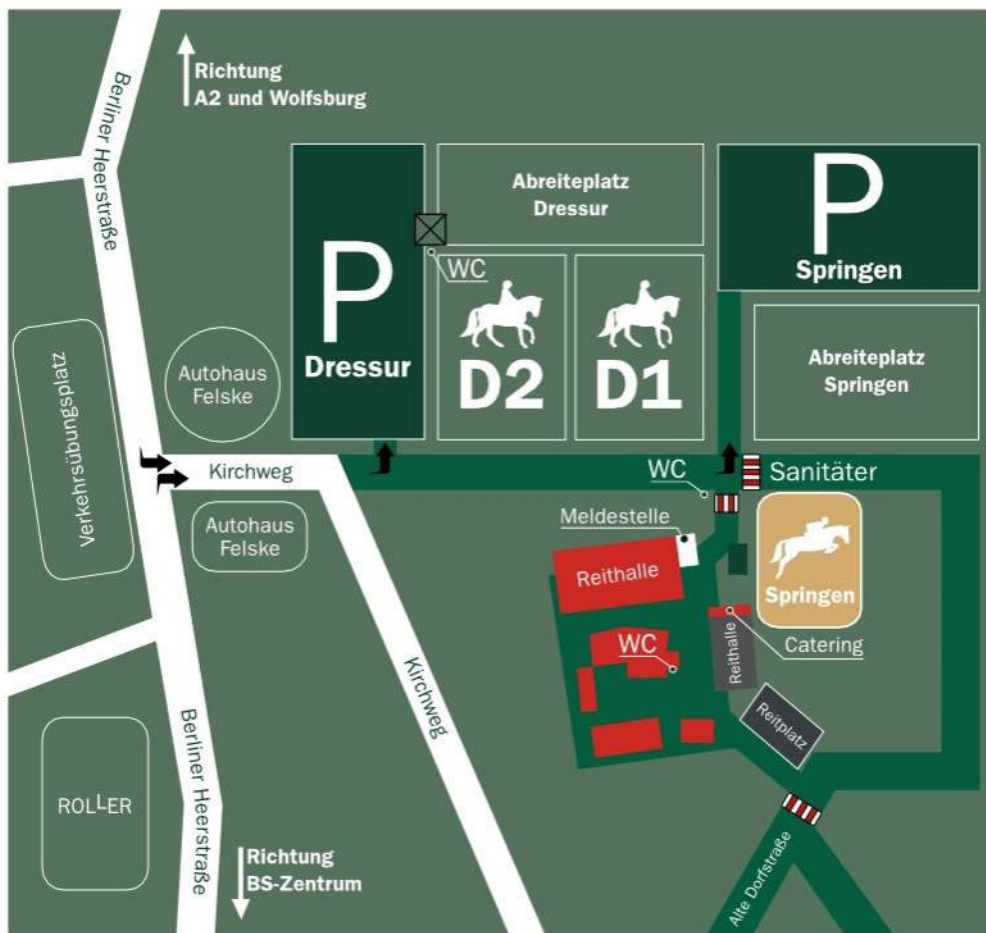 Berliner Heerstraße
Richtung
A2 und Wolfsburg
P
Dressur
Abreiteplatz
Dressur
WC
D2
D1
P
Springen
Abreiteplatz
Springen
Verkehrsübungsplatz
Autohaus
Felske
Kirchweg
Autohaus
Felske
WC
Sanitäter
Meldestelle
Reithalle
Springen
WC
Reithalle
Catering
Reitplatz
Kirchweg
ROLLER
Berliner Heerstraße
Richtung
BS-Zentrum
Alte Dorfstraße